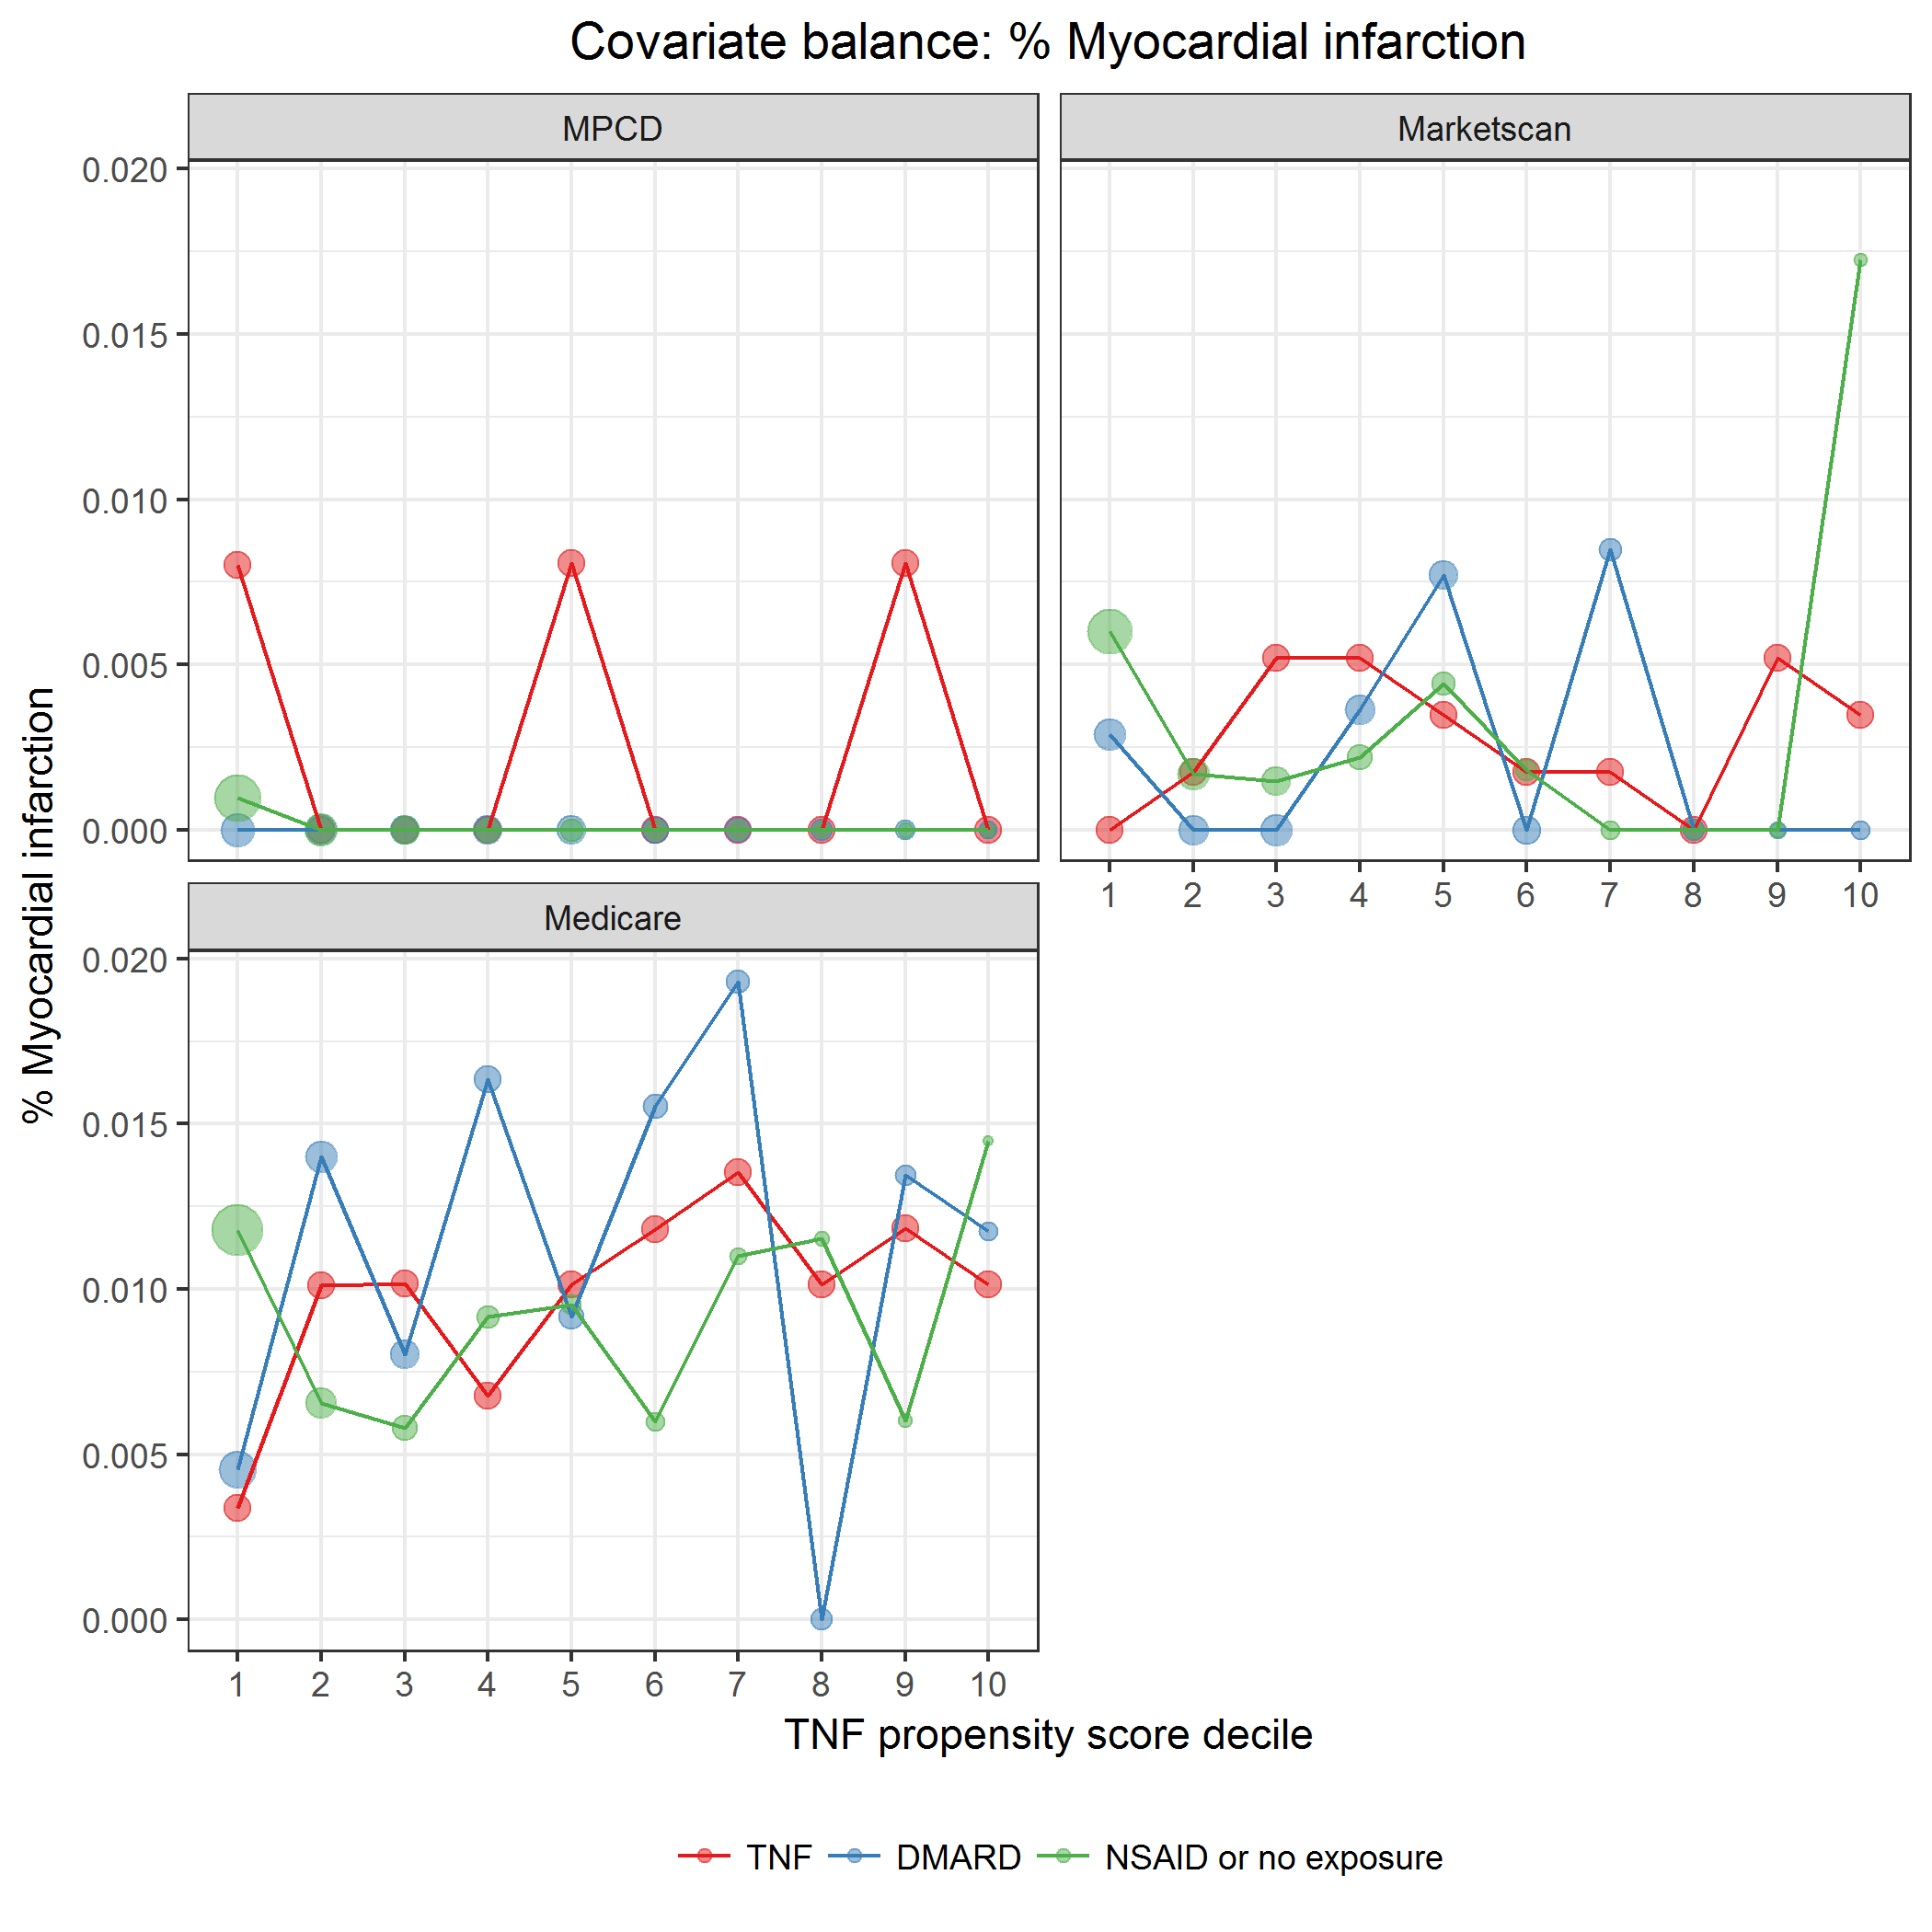 Covariate balance: % Myocardial infarction
MPCD
Marketscan
0.020
0.015
0.010
0.005
0.000
1 2 3 4 5 6 7 8 9 10
Medicare
0.020
0.015
0.010
0.005
0.000
1 2 3 4 5 6 7 8 9 10
% Myocardial infarction
TNF propensity score decile
TNF DMARD NSAID or no exposure